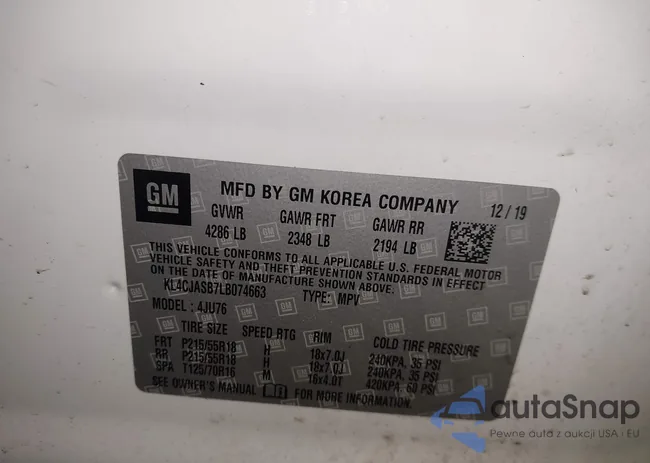 GM MFD BY GM KOREA COMPANY 12/19
GVWR GAWR FRT GAWR RR
4286 LB 2348 LB 2194 LB
THIS VEHICLE CONFORMS TO ALL APPLICABLE U.S. FEDERAL MOTOR
VEHICLE SAFETY AND THEFT PREVENTION STANDARDS IN EFFECT
ON THE DATE OF MANUFACTURE SHOWN ABOVE.
KL4CJASB7LB074663 TYPE: MPV
MODEL: 4JU76
TIRE SIZE SPEED RTG RIM COLD TIRE PRESSURE
FRT P215/55R18 H 18x7.0J 240KPA, 35 PSI
RR P215/55R18 H 18x7.0J 240KPA, 35 PSI
SPA T125/70R16 M 16x4.0T 420KPA, 60 PSI
SEE OWNER'S MANUAL FOR MORE INFORMATION.
autaSnap
Pewne auta z aukcji USA i EU